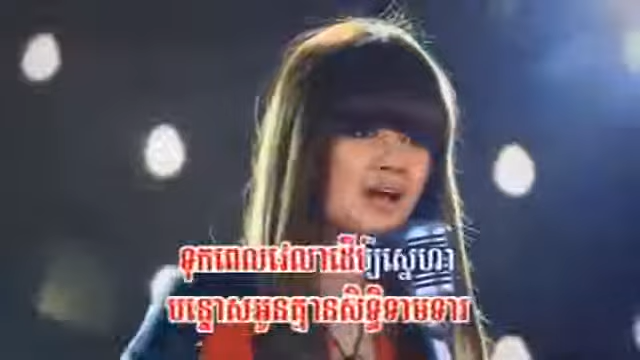 ទុកពេលវេលាដើម្បីស្នេហា
បន្ទោសអូនគ្មានសិទ្ធិទាមទារ